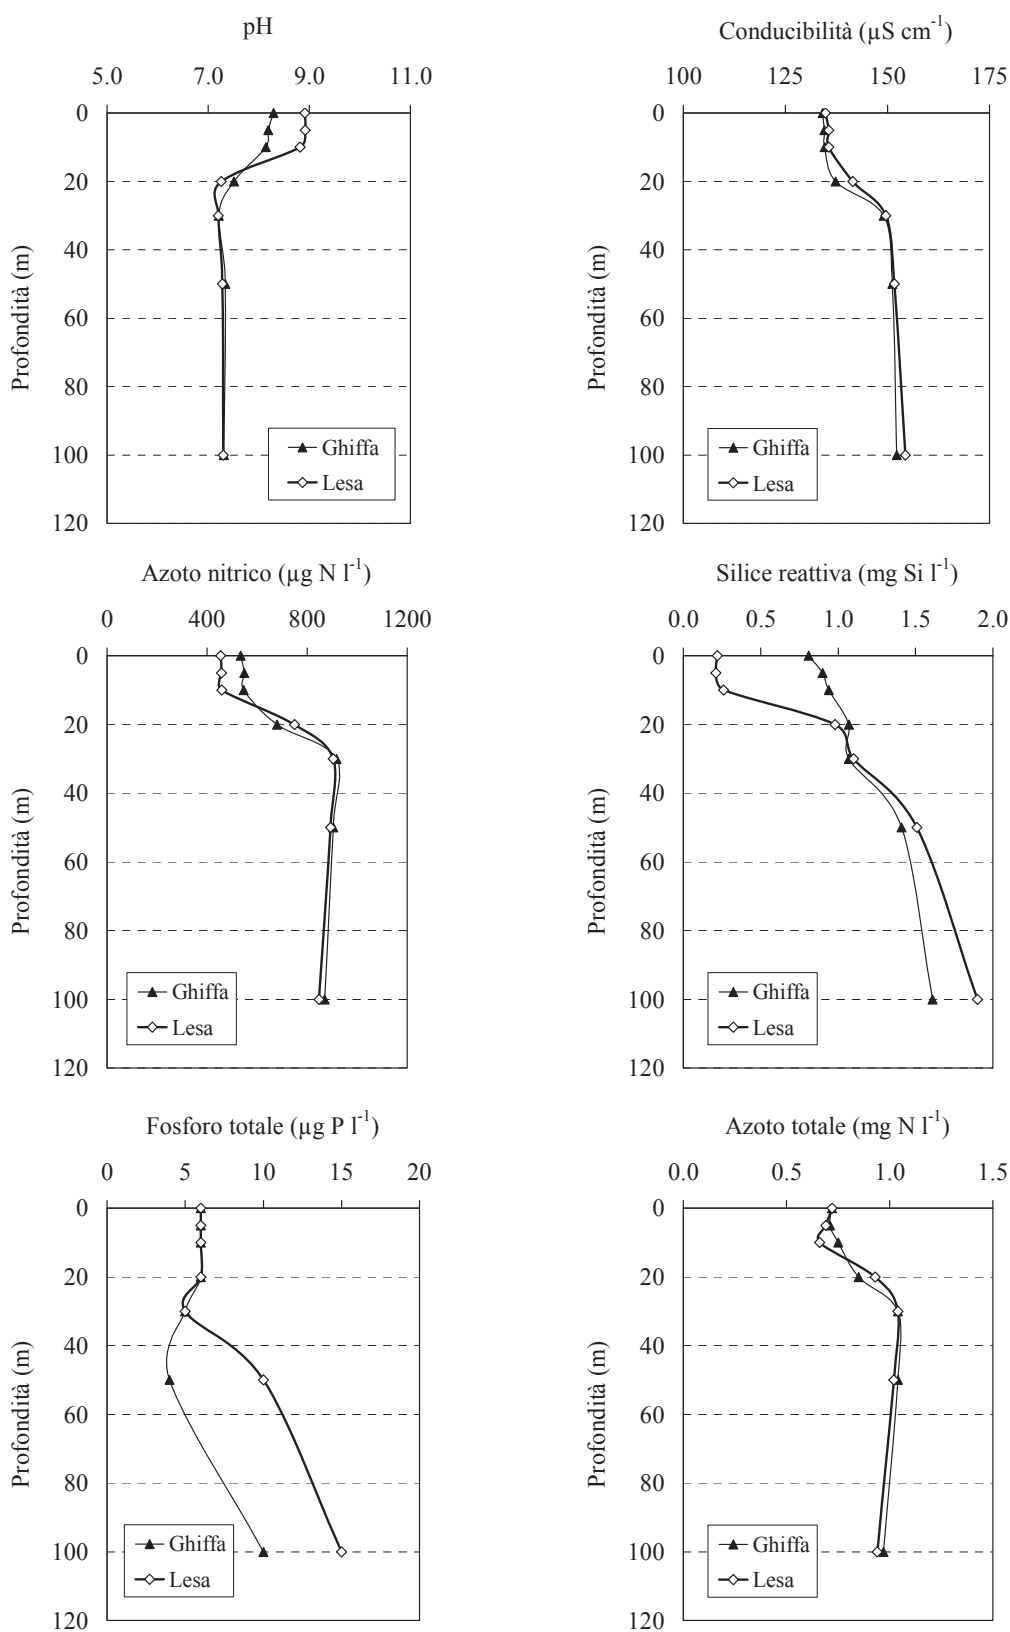 pH
5.0 7.0 9.0 11.0
0
20
40
60
80
100
120
Profondità (m)
Ghiffa
Lesa
Conducibilità (µS cm⁻¹)
100 125 150 175
0
20
40
60
80
100
120
Profondità (m)
Ghiffa
Lesa
Azoto nitrico (µg N l⁻¹)
0 400 800 1200
0
20
40
60
80
100
120
Profondità (m)
Ghiffa
Lesa
Silice reattiva (mg Si l⁻¹)
0.0 0.5 1.0 1.5 2.0
0
20
40
60
80
100
120
Profondità (m)
Ghiffa
Lesa
Fosforo totale (µg P l⁻¹)
0 5 10 15 20
0
20
40
60
80
100
120
Profondità (m)
Ghiffa
Lesa
Azoto totale (mg N l⁻¹)
0.0 0.5 1.0 1.5
0
20
40
60
80
100
120
Profondità (m)
Ghiffa
Lesa